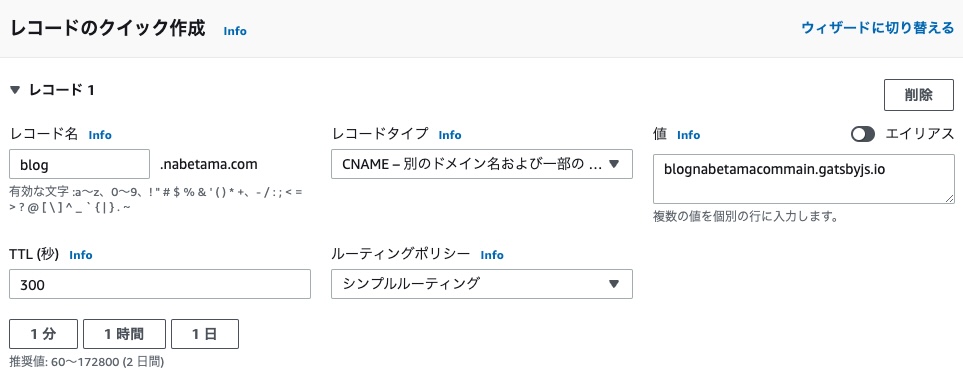 レコードのクイック作成 Info ウィザードに切り替える
▼ レコード 1 削除
レコード名 Info レコードタイプ Info 値 Info エイリアス
blog .nabetama.com CNAME – 別のドメイン名および一部の ... ▼ blognabetamacommain.gatsbyjs.io
有効な文字 :a〜z、0〜9、! " # $ % & ' ( ) * +、- / : ; < =
> ? @ [ \ ] ^ _ ` { | } . ~
複数の値を個別の行に入力します。
TTL (秒) Info ルーティングポリシー Info
300 シンプルルーティング ▼
1 分 1 時間 1 日
推奨値: 60〜172800 (2 日間)